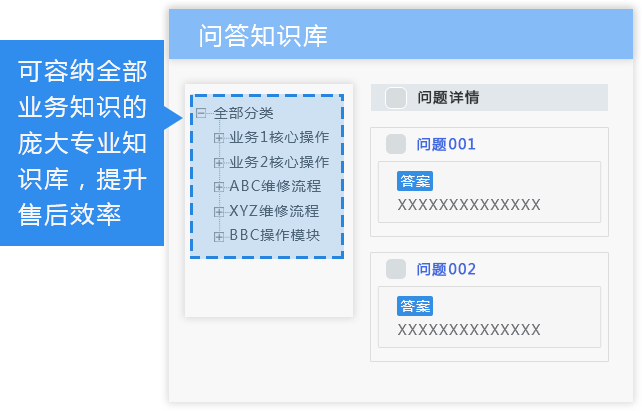 问答知识库
可容纳全部
业务知识的
庞大专业知
识库，提升
售后效率
全部分类
业务1核心操作
业务2核心操作
ABC维修流程
XYZ维修流程
BBC操作模块
问题详情
问题001
答案
XXXXXXXXXXXXXX
问题002
答案
XXXXXXXXXXXXXX